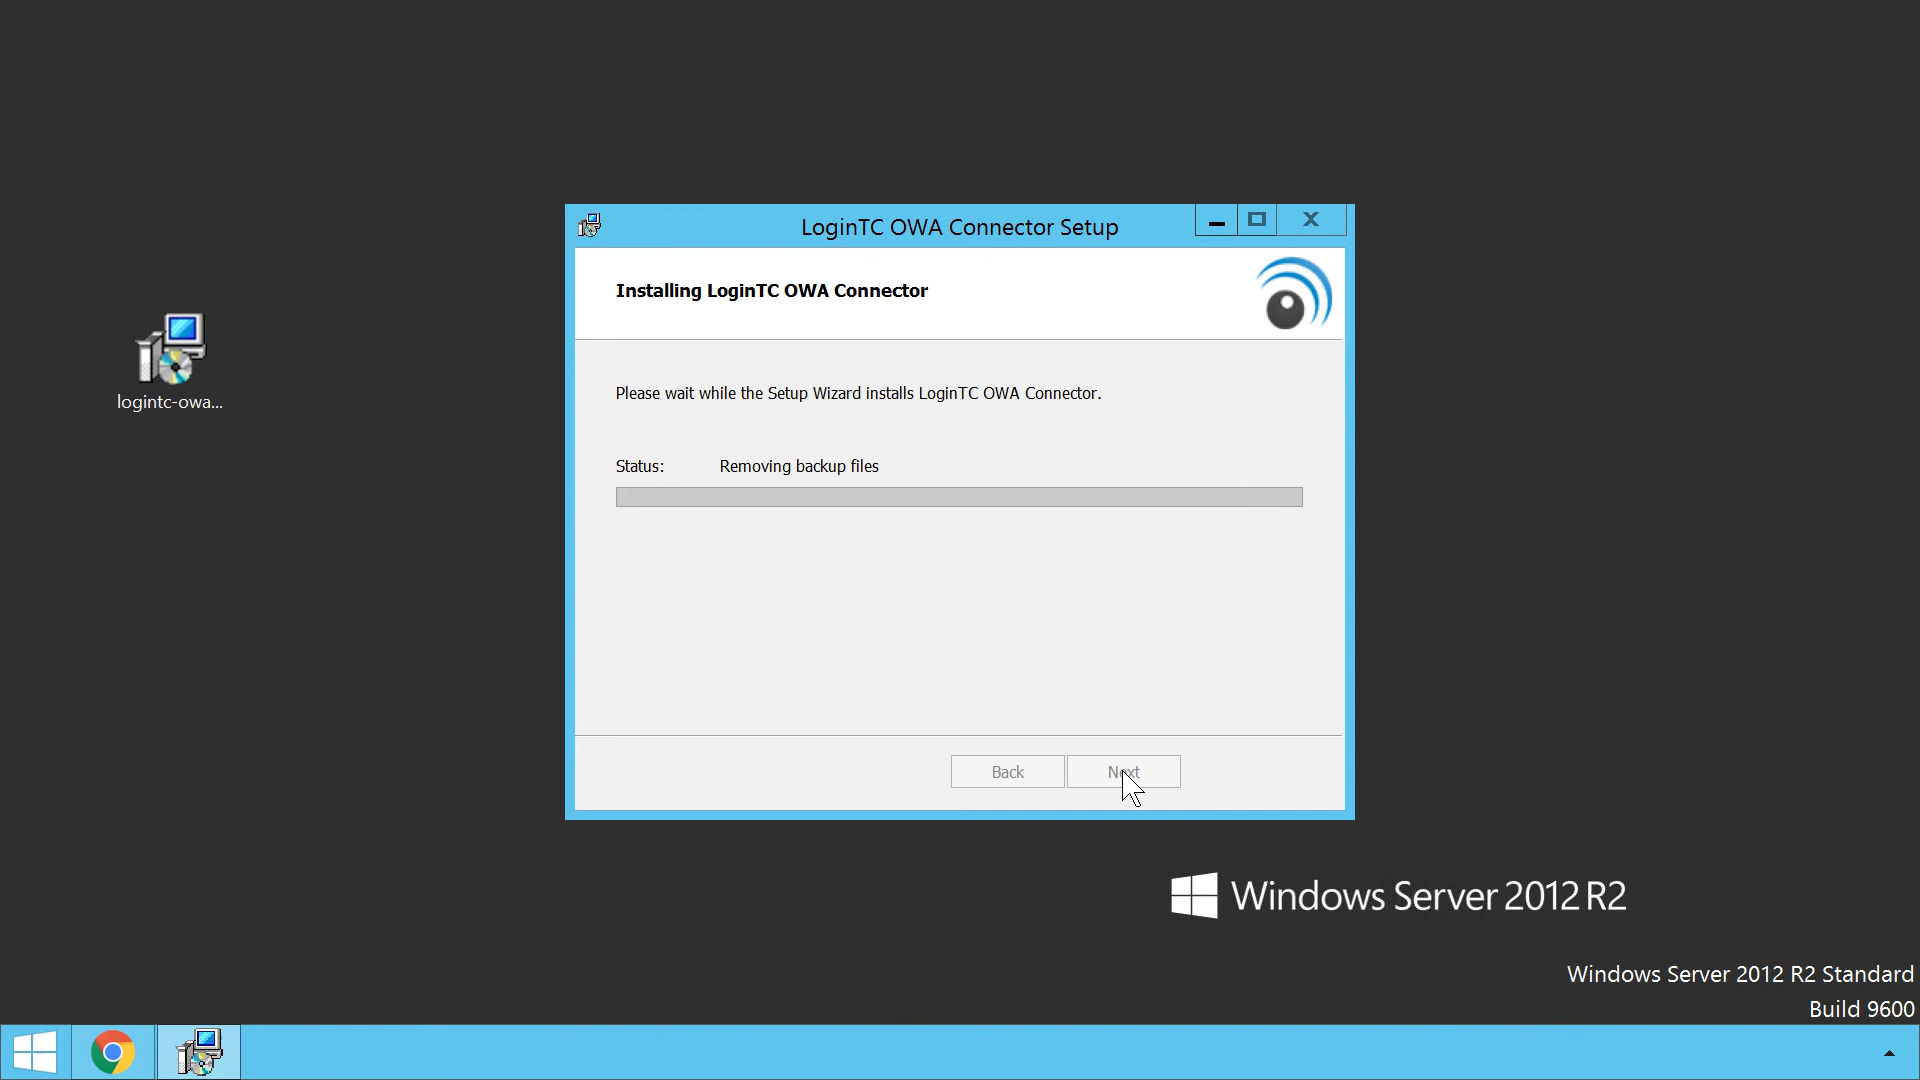 LoginTC OWA Connector Setup
X
Installing LoginTC OWA Connector
logintc-owa...
Please wait while the Setup Wizard installs LoginTC OWA Connector.
Status: Removing backup files
Back
Next
Windows Server 2012 R2
Windows Server 2012 R2 Standard
Build 9600